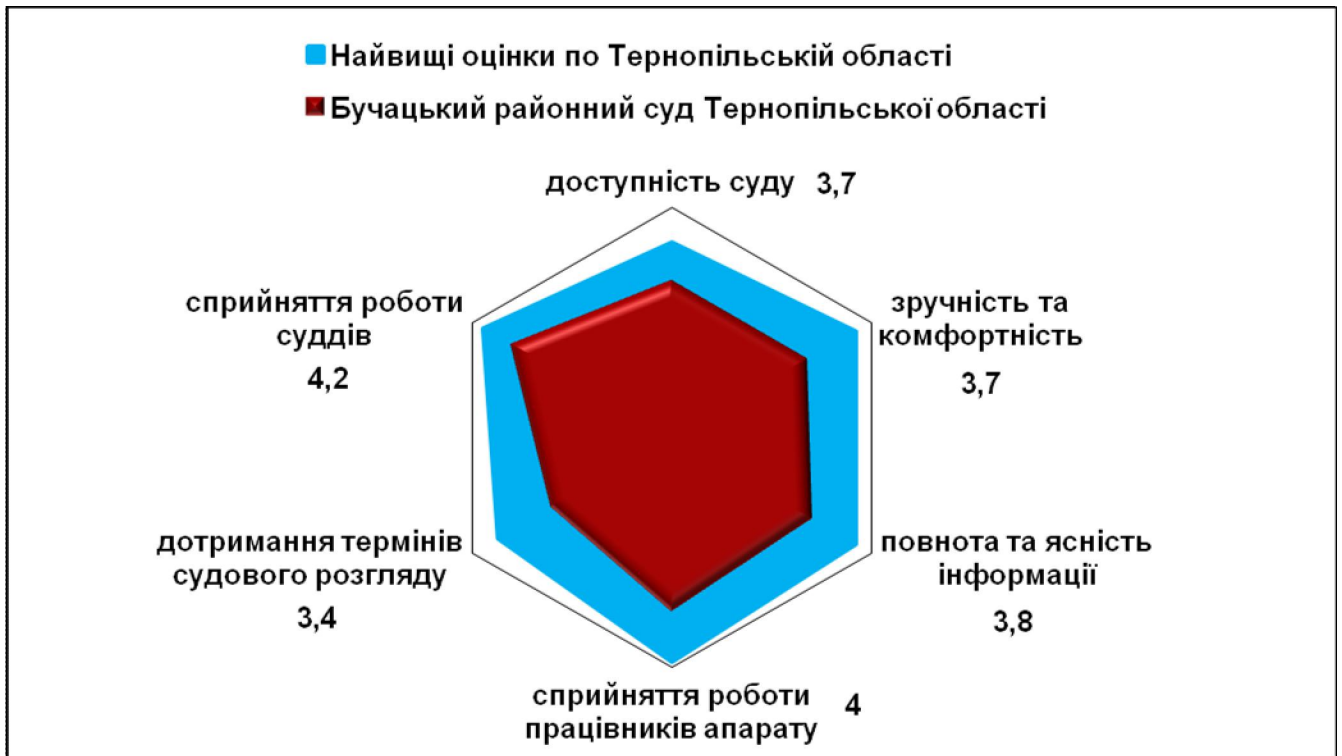 Найвищі оцінки по Тернопільській області
Бучацький районний суд Тернопільської області
доступність суду 3,7
сприйняття роботи
суддів
4,2
зручність та
комфортність
3,7
дотримання термінів
судового розгляду
3,4
повнота та ясність
інформації
3,8
сприйняття роботи
працівників апарату 4